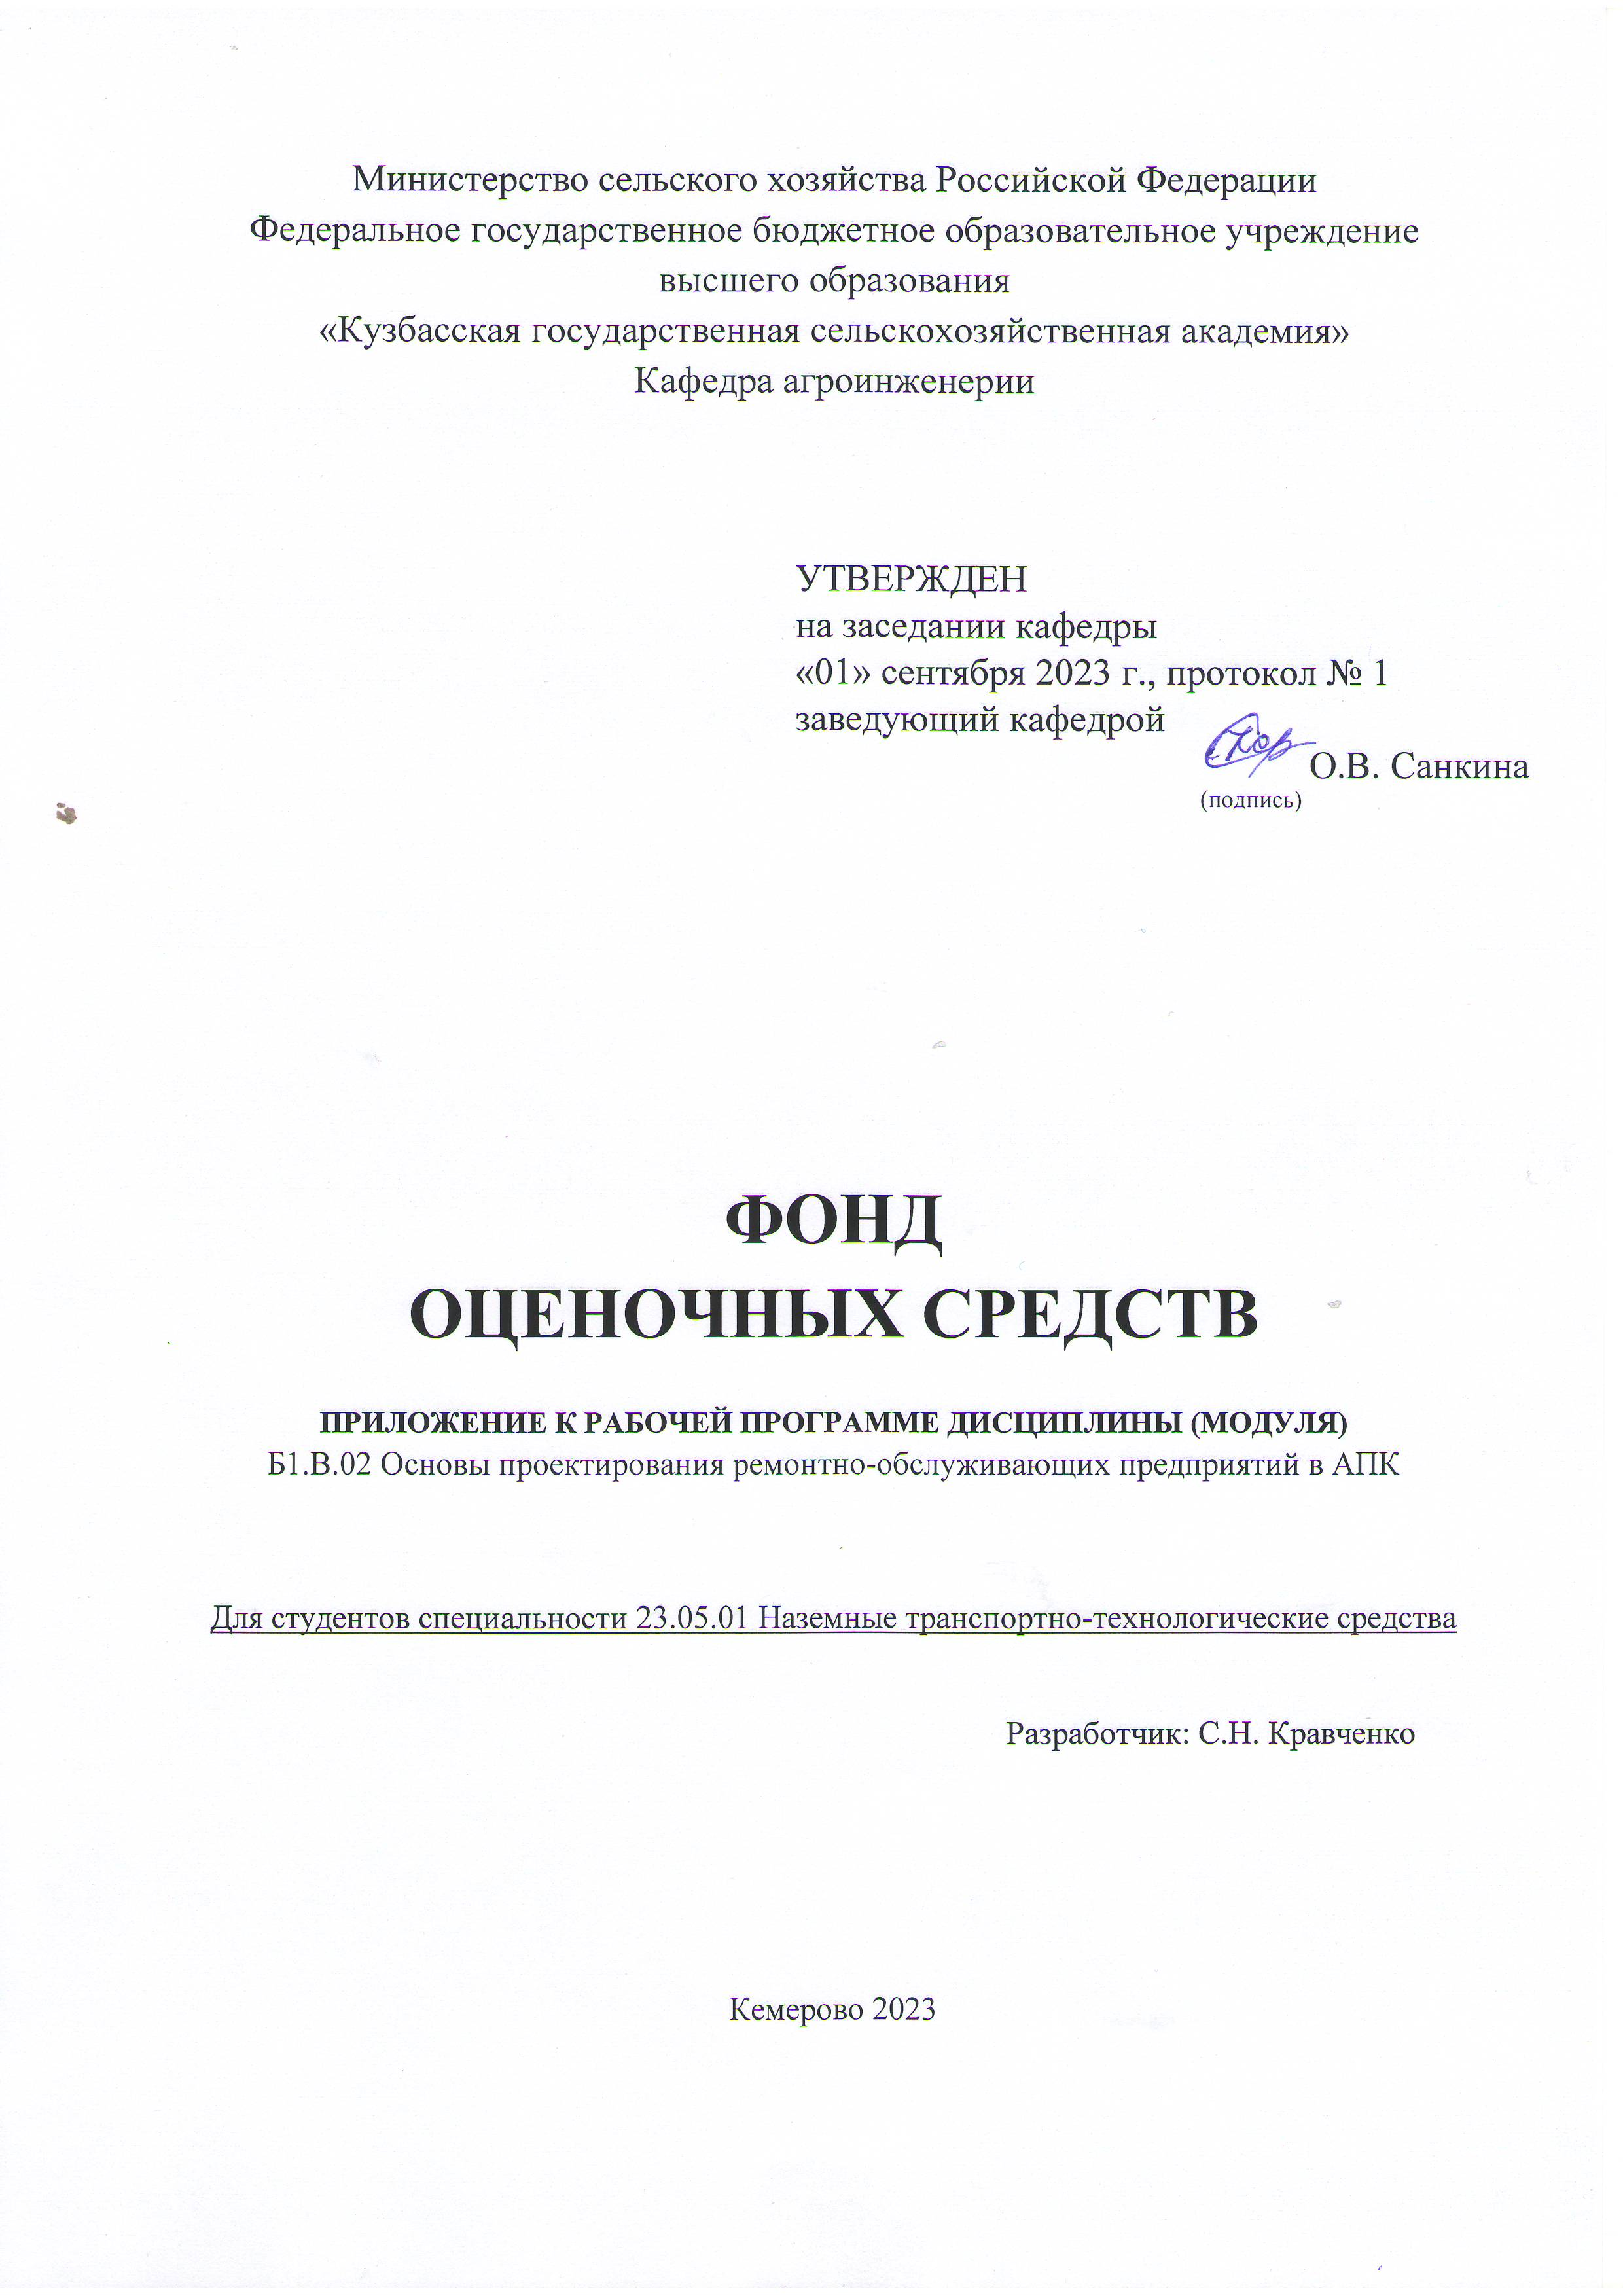 Министерство сельского хозяйства Российской Федерации
Федеральное государственное бюджетное образовательное учреждение
высшего образования
«Кузбасская государственная сельскохозяйственная академия»
Кафедра агроинженерии
УТВЕРЖДЕН
на заседании кафедры
«01» сентября 2023 г., протокол № 1
заведующий кафедрой
О.В. Санкина
(подпись)
ФОНД
ОЦЕНОЧНЫХ СРЕДСТВ
ПРИЛОЖЕНИЕ К РАБОЧЕЙ ПРОГРАММЕ ДИСЦИПЛИНЫ (МОДУЛЯ)
Б1.В.02 Основы проектирования ремонтно-обслуживающих предприятий в АПК
Для студентов специальности 23.05.01 Наземные транспортно-технологические средства
Разработчик: С.Н. Кравченко
Кемерово 2023